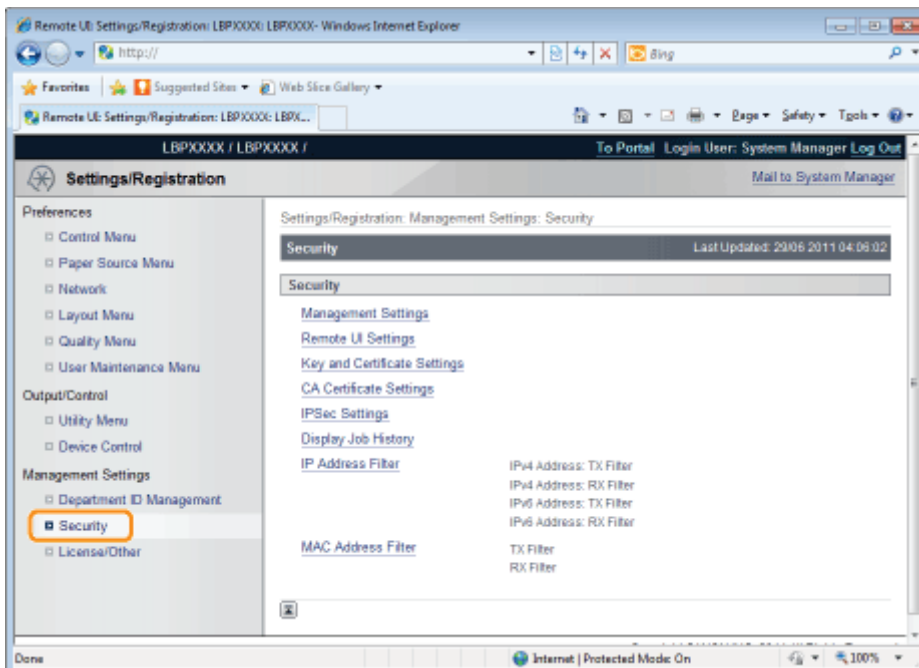 Remote UI: Settings/Registration: LBPXXXX: LBPXXXX- Windows Internet Explorer
http://
Bing
Favorites Suggested Sites Web Slice Gallery
Remote UI: Settings/Registration: LBPXXXX: LBPX...
Page Safety Tools
LBPXXXX / LBPXXXX /
To Portal Login User: System Manager Log Out
Settings/Registration
Mail to System Manager
Preferences
Control Menu
Paper Source Menu
Network
Layout Menu
Quality Menu
User Maintenance Menu
Output/Control
Utility Menu
Device Control
Management Settings
Department ID Management
Security
License/Other
Settings/Registration: Management Settings: Security
Security Last Updated: 29/06 2011 04:06:02
Security
Management Settings
Remote UI Settings
Key and Certificate Settings
CA Certificate Settings
IPSec Settings
Display Job History
IP Address Filter IPv4 Address: TX Filter
IPv4 Address: RX Filter
IPv6 Address: TX Filter
IPv6 Address: RX Filter
MAC Address Filter TX Filter
RX Filter
Done Internet | Protected Mode: On 100%